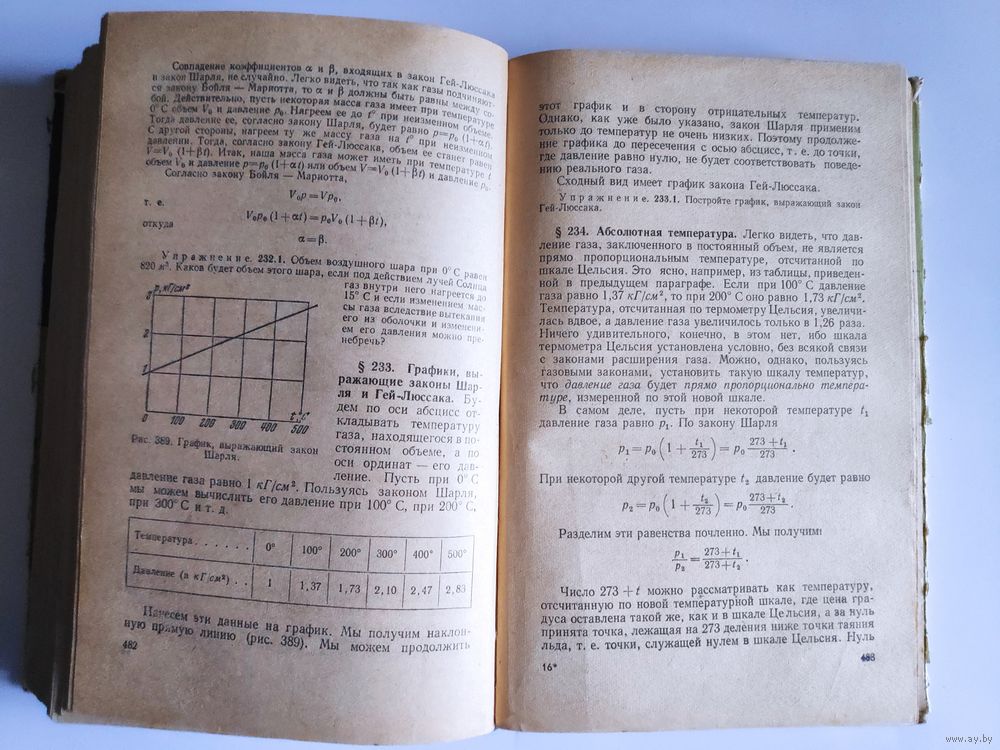 Совпадение коэффициентов α и β, входящих в закон Гей-Люссака
и закон Шарля, не случайно. Легко видеть, что так как газы подчиняют-
ся закону Бойля — Мариотта, то α и β должны быть равны между со-
бой. Действительно, пусть некоторая масса газа имеет при температуре
0° С объем V₀ и давление p₀. Нагреем ее до t° при неизменном объеме.
Тогда давление ее, согласно закону Шарля, будет равно p=p₀ (1+αt).
С другой стороны, нагреем ту же массу газа на t° при неизменном
давлении. Тогда, согласно закону Гей-Люссака, объем ее станет равен
V=V₀ (1+βt). Итак, наша масса газа может иметь при температуре t
объем V₀ и давление p=p₀ (1+αt) или объем V=V₀ (1+βt) и давление p₀.
Согласно закону Бойля — Мариотта,
V₀p = Vp₀,
т. е.
V₀p₀ (1+αt)=p₀V₀ (1+βt),
откуда
α=β.
Упражнение. 232.1. Объем воздушного шара при 0° С равен
820 м³. Каков будет объем этого шара, если под действием лучей Солнца
газ внутри него нагреется до
15° С и если изменением мас-
сы газа вследствие вытекания
его из оболочки и изменени-
ем его давления можно пре-
небречь?
p, кГ/см²
3
2
1
0 100 200 300 400 500
t,°C
Рис. 389. График, выражающий закон
Шарля.
§ 233. Графики, вы-
ражающие законы Шар-
ля и Гей-Люссака. Бу-
дем по оси абсцисс от-
кладывать температуру
газа, находящегося в по-
стоянном объеме, а по
оси ординат — его дав-
ление. Пусть при 0° С
давление газа равно 1 кГ/см². Пользуясь законом Шарля,
мы можем вычислить его давление при 100° С, при 200° С,
при 300° С и т. д.
Температура . . . . . . 0° 100° 200° 300° 400° 500°
Давление (в кГ/см²) . . 1 1,37 1,73 2,10 2,47 2,83
Нанесем эти данные на график. Мы получим наклон-
ную прямую линию (рис. 389). Мы можем продолжить
482
этот график и в сторону отрицательных температур.
Однако, как уже было указано, закон Шарля применим
только до температур не очень низких. Поэтому продолже-
ние графика до пересечения с осью абсцисс, т. е. до точки,
где давление равно нулю, не будет соответствовать поведе-
нию реального газа.
Сходный вид имеет график закона Гей-Люссака.
Упражнение. 233.1. Постройте график, выражающий закон
Гей-Люссака.
§ 234. Абсолютная температура. Легко видеть, что дав-
ление газа, заключенного в постоянный объем, не является
прямо пропорциональным температуре, отсчитанной по
шкале Цельсия. Это ясно, например, из таблицы, приведен-
ной в предыдущем параграфе. Если при 100° С давление
газа равно 1,37 кГ/см², то при 200° С оно равно 1,73 кГ/см².
Температура, отсчитанная по термометру Цельсия, увеличи-
лась вдвое, а давление газа увеличилось только в 1,26 раза.
Ничего удивительного, конечно, в этом нет, ибо шкала
термометра Цельсия установлена условно, без всякой связи
с законами расширения газа. Можно, однако, пользуясь
газовыми законами, установить такую шкалу температур,
что давление газа будет прямо пропорционально темпера-
туре, измеренной по этой новой шкале.
В самом деле, пусть при некоторой температуре t₁
давление газа равно p₁. По закону Шарля
p₁=p₀ (1 + t₁/273) = p₀ (273+t₁)/273 .
При некоторой другой температуре t₂ давление будет равно
p₂=p₀ (1 + t₂/273) = p₀ (273+t₂)/273 .
Разделим эти равенства почленно. Мы получим:
p₁/p₂ = (273+t₁)/(273+t₂) .
Число 273 + t можно рассматривать как температуру,
отсчитанную по новой температурной шкале, где цена гра-
дуса оставлена такой же, как и в шкале Цельсия, а за нуль
принята точка, лежащая на 273 деления ниже точки таяния
льда, т. е. точки, служащей нулем в шкале Цельсия. Нуль
16*
483
www.ay.by